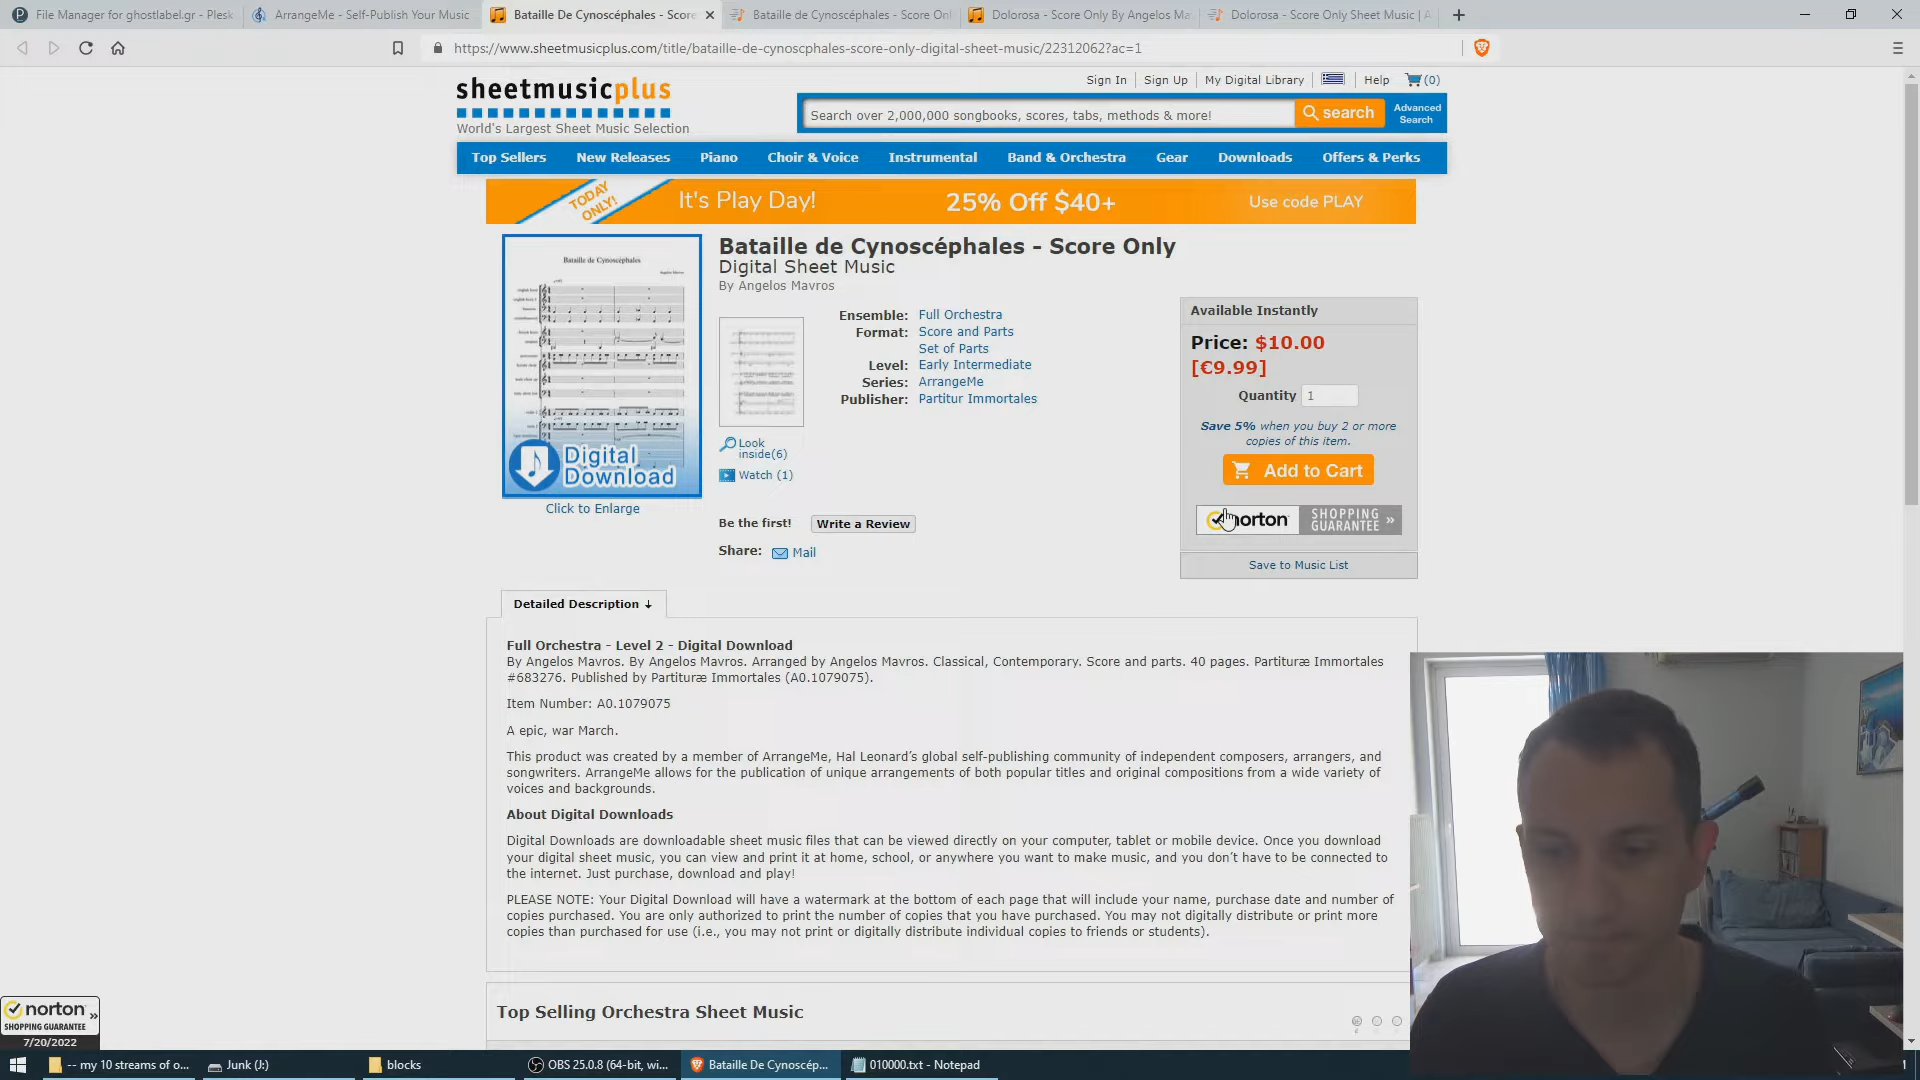 File Manager for ghostlabel.gr - Plesk
ArrangeMe - Self-Publish Your Music
Bataille De Cynoscéphales - Score
Bataille de Cynoscéphales - Score Onl
Dolorosa - Score Only By Angelos Ma
Dolorosa - Score Only Sheet Music | A
https://www.sheetmusicplus.com/title/bataille-de-cynoscphales-score-only-digital-sheet-music/22312062?ac=1
sheetmusicplus
World's Largest Sheet Music Selection
Sign In
Sign Up
My Digital Library
Help
(0)
Search over 2,000,000 songbooks, scores, tabs, methods & more!
search
Advanced Search
Top Sellers
New Releases
Piano
Choir & Voice
Instrumental
Band & Orchestra
Gear
Downloads
Offers & Perks
TODAY ONLY!
It's Play Day!
25% Off $40+
Use code PLAY
Bataille de Cynoscéphales - Score Only
Digital Sheet Music
By Angelos Mavros
Bataille de Cynoscéphales
Angelos Mavros
Digital Download
Click to Enlarge
Ensemble: Full Orchestra
Format: Score and Parts
Set of Parts
Level: Early Intermediate
Series: ArrangeMe
Publisher: Partitur Immortales
Look inside(6)
Watch (1)
Be the first!
Write a Review
Share:
Mail
Available Instantly
Price: $10.00
[€9.99]
Quantity 1
Save 5% when you buy 2 or more
copies of this item.
Add to Cart
norton
SHOPPING GUARANTEE »
Save to Music List
Detailed Description ↓
Full Orchestra - Level 2 - Digital Download
By Angelos Mavros. By Angelos Mavros. Arranged by Angelos Mavros. Classical, Contemporary. Score and parts. 40 pages. Partituræ Immortales
#683276. Published by Partituræ Immortales (A0.1079075).
Item Number: A0.1079075
A epic, war March.
This product was created by a member of ArrangeMe, Hal Leonard’s global self-publishing community of independent composers, arrangers, and
songwriters. ArrangeMe allows for the publication of unique arrangements of both popular titles and original compositions from a wide variety of
voices and backgrounds.
About Digital Downloads
Digital Downloads are downloadable sheet music files that can be viewed directly on your computer, tablet or mobile device. Once you download
your digital sheet music, you can view and print it at home, school, or anywhere you want to make music, and you don’t have to be connected to
the internet. Just purchase, download and play!
PLEASE NOTE: Your Digital Download will have a watermark at the bottom of each page that will include your name, purchase date and number of
copies purchased. You are only authorized to print the number of copies that you have purchased. You may not digitally distribute or print more
copies than purchased for use (i.e., you may not print or digitally distribute individual copies to friends or students).
Top Selling Orchestra Sheet Music
norton »
SHOPPING GUARANTEE
7/20/2022
-- my 10 streams of o...
Junk (J:)
blocks
OBS 25.0.8 (64-bit, wi...
Bataille De Cynoscép...
010000.txt - Notepad